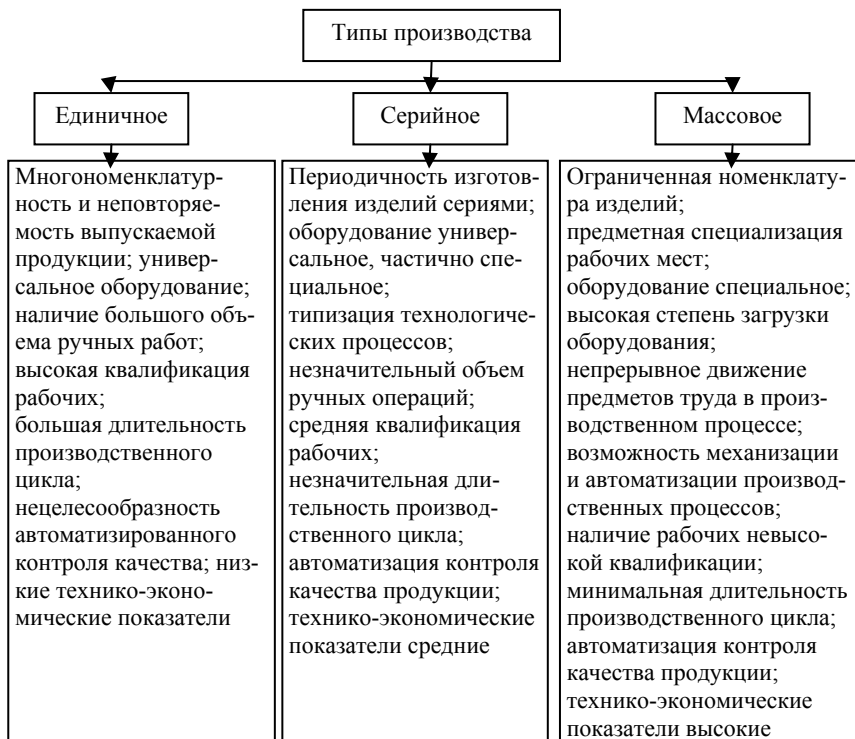 Типы производства
Единичное
Серийное
Массовое
Многономенклатур-
ность и неповторяе-
мость выпускаемой
продукции; универ-
сальное оборудование;
наличие большого объ-
ема ручных работ;
высокая квалификация
рабочих;
большая длительность
производственного
цикла;
нецелесообразность
автоматизированного
контроля качества; низ-
кие технико-эконо-
мические показатели
Периодичность изготов-
ления изделий сериями;
оборудование универ-
сальное, частично спе-
циальное;
типизация технологиче-
ских процессов;
незначительный объем
ручных операций;
средняя квалификация
рабочих;
незначительная дли-
тельность производ-
ственного цикла;
автоматизация контроля
качества продукции;
технико-экономические
показатели средние
Ограниченная номенклату-
ра изделий;
предметная специализация
рабочих мест;
оборудование специальное;
высокая степень загрузки
оборудования;
непрерывное движение
предметов труда в произ-
водственном процессе;
возможность механизации
и автоматизации производ-
ственных процессов;
наличие рабочих невысо-
кой квалификации;
минимальная длительность
производственного цикла;
автоматизация контроля
качества продукции;
технико-экономические
показатели высокие